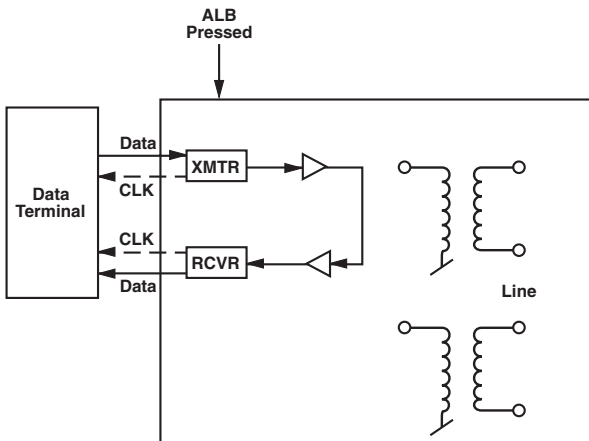 ALB
Pressed
Data
XMTR
CLK
Data
Terminal
CLK
RCVR
Data
Line